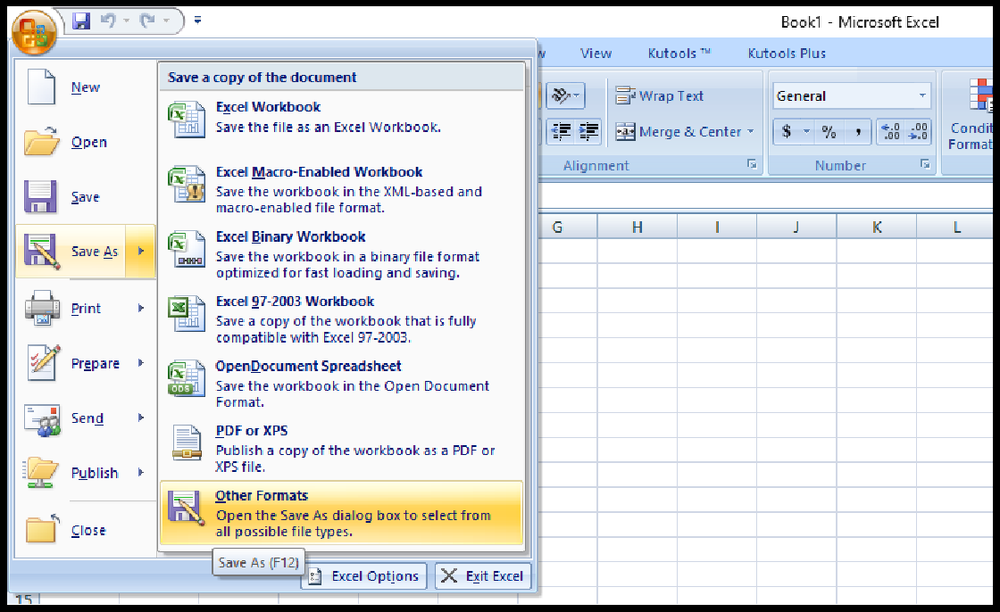 Book1 - Microsoft Excel
View Kutools ™ Kutools Plus
New
Open
Save
Save As
Print
Prepare
Send
Publish
Close
Save a copy of the document
Excel Workbook
Save the file as an Excel Workbook.
Excel Macro-Enabled Workbook
Save the workbook in the XML-based and
macro-enabled file format.
Excel Binary Workbook
Save the workbook in a binary file format
optimized for fast loading and saving.
Excel 97-2003 Workbook
Save a copy of the workbook that is fully
compatible with Excel 97-2003.
OpenDocument Spreadsheet
ODS
Save the workbook in the Open Document
Format.
PDF or XPS
Publish a copy of the workbook as a PDF or
XPS file.
Other Formats
Open the Save As dialog box to select from
all possible file types.
Save As (F12)
Excel Options
Exit Excel
Wrap Text
Merge & Center
Alignment
General
$ % , .00 .00
Number
G H I J K L
15